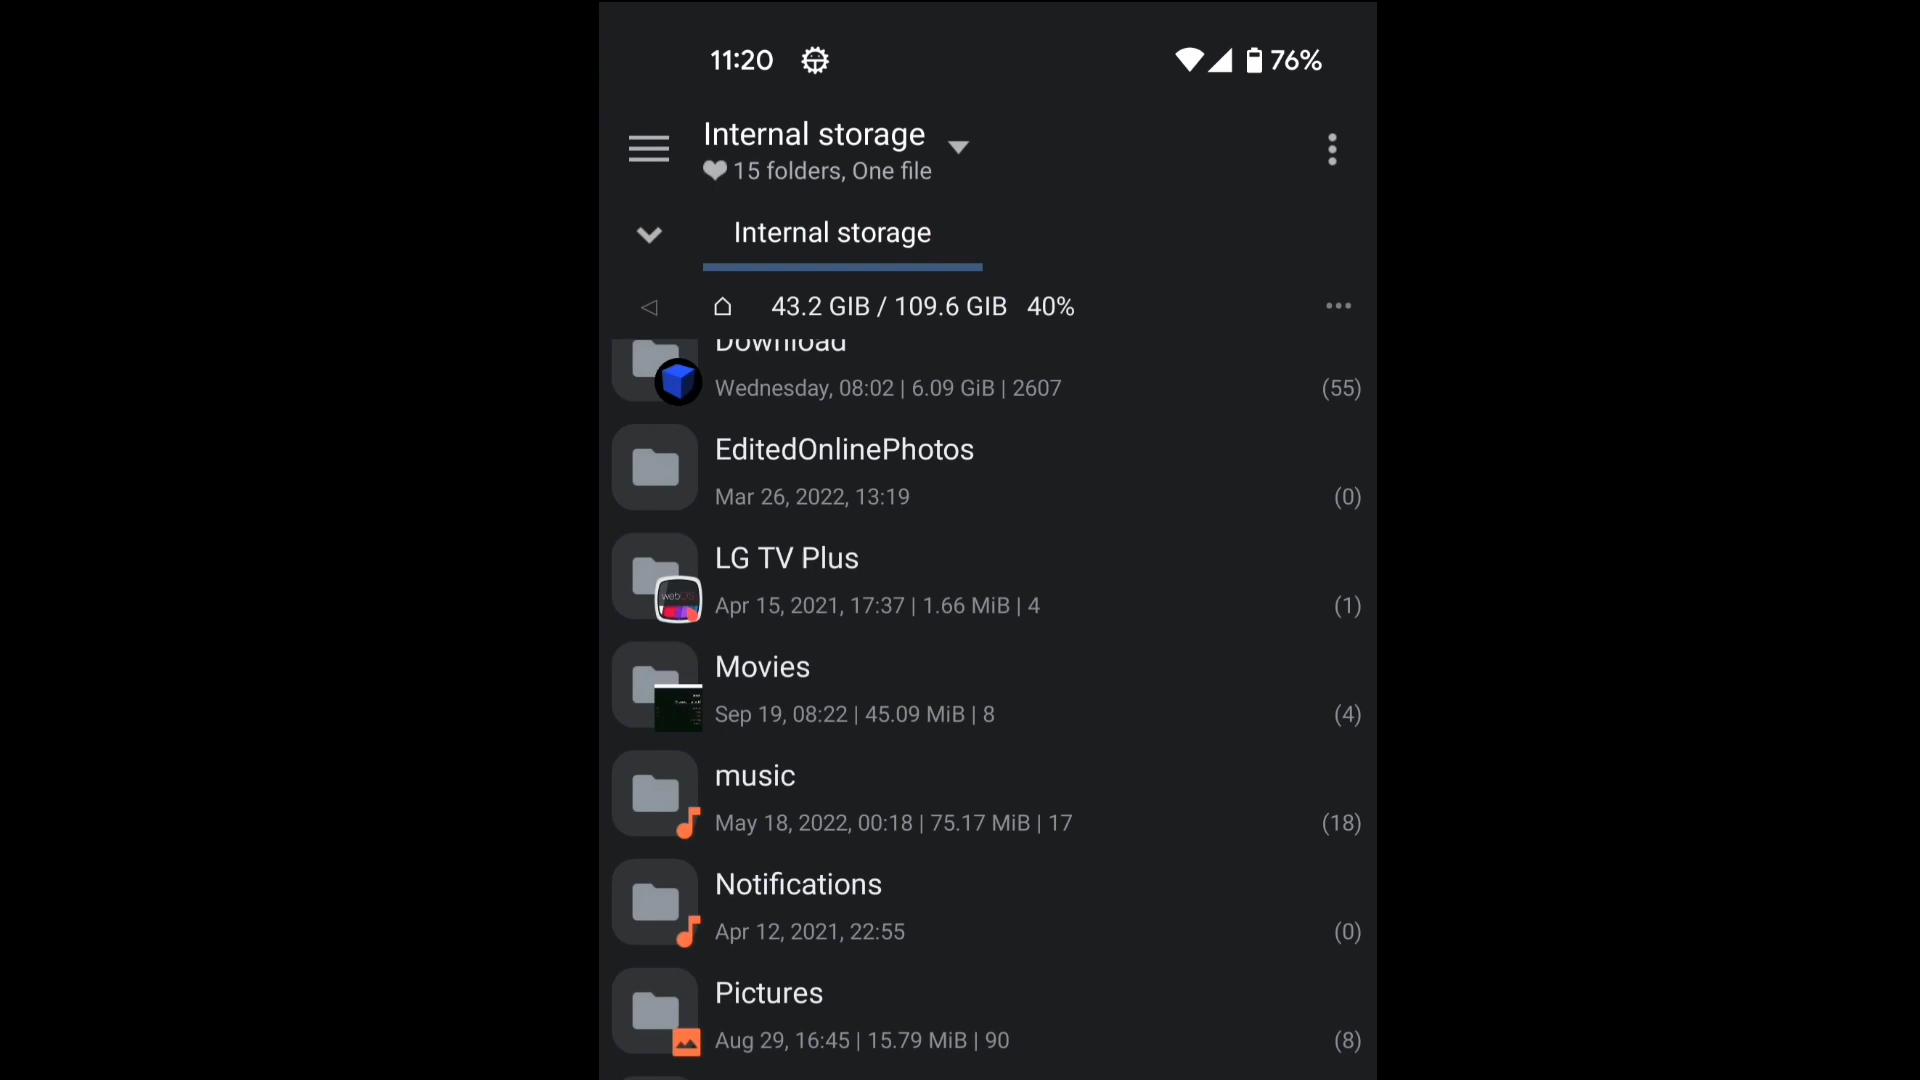 11:20 76%
Internal storage
15 folders, One file
Internal storage
43.2 GIB / 109.6 GIB 40%
Download
Wednesday, 08:02 | 6.09 GiB | 2607 (55)
EditedOnlinePhotos
Mar 26, 2022, 13:19 (0)
LG TV Plus
webOS
Apr 15, 2021, 17:37 | 1.66 MiB | 4 (1)
Movies
Sep 19, 08:22 | 45.09 MiB | 8 (4)
music
May 18, 2022, 00:18 | 75.17 MiB | 17 (18)
Notifications
Apr 12, 2021, 22:55 (0)
Pictures
Aug 29, 16:45 | 15.79 MiB | 90 (8)